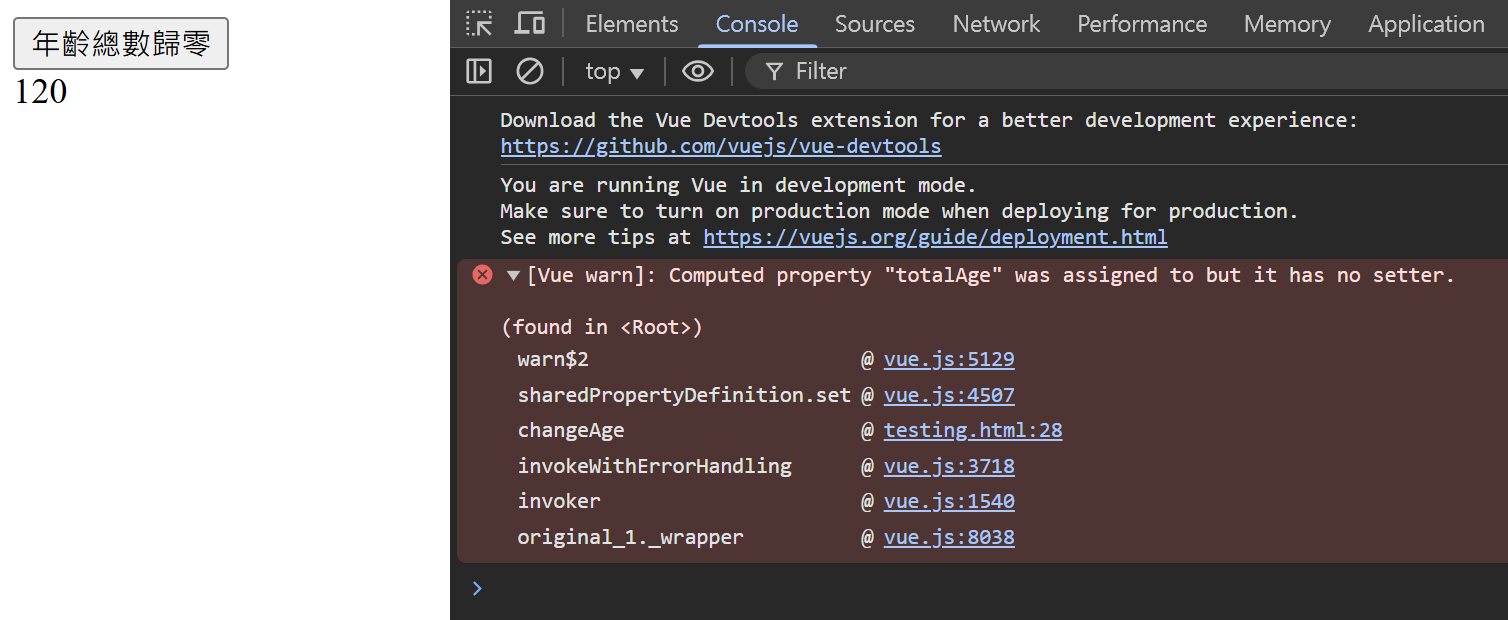 年齡總數歸零
120
Elements Console Sources Network Performance Memory Application
top ▼ Filter
Download the Vue Devtools extension for a better development experience:
https://github.com/vuejs/vue-devtools
You are running Vue in development mode.
Make sure to turn on production mode when deploying for production.
See more tips at https://vuejs.org/guide/deployment.html
▼[Vue warn]: Computed property "totalAge" was assigned to but it has no setter.
(found in <Root>)
warn$2 @ vue.js:5129
sharedPropertyDefinition.set @ vue.js:4507
changeAge @ testing.html:28
invokeWithErrorHandling @ vue.js:3718
invoker @ vue.js:1540
original_1._wrapper @ vue.js:8038